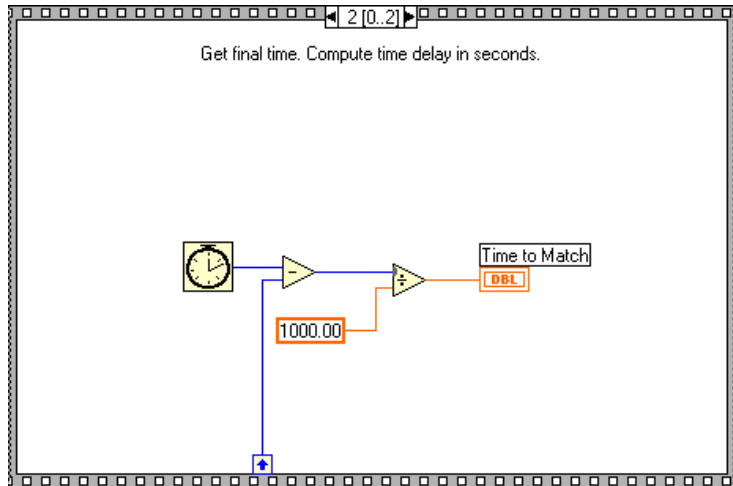 2 [0..2]
Get final time. Compute time delay in seconds.
-
÷
Time to Match
DBL
1000.00